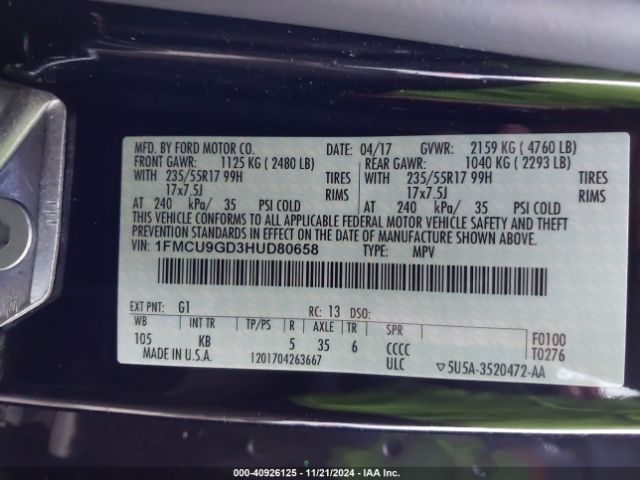 MFD. BY FORD MOTOR CO. DATE: 04/17 GVWR: 2159 KG ( 4760 LB)
FRONT GAWR: 1125 KG ( 2480 LB) REAR GAWR: 1040 KG ( 2293 LB)
WITH 235/55R17 99H TIRES WITH 235/55R17 99H TIRES
17x7.5J RIMS 17x7.5J RIMS
AT 240 kPa/ 35 PSI COLD AT 240 kPa/ 35 PSI COLD
THIS VEHICLE CONFORMS TO ALL APPLICABLE FEDERAL MOTOR VEHICLE SAFETY AND THEFT
PREVENTION STANDARDS IN EFFECT ON THE DATE OF MANUFACTURE SHOWN ABOVE.
VIN: 1FMCU9GD3HUD80658 TYPE: MPV
EXT PNT: G1 RC: 13 DSO:
WB INT TR TP/PS R AXLE TR SPR F0100
105 KB 5 35 6 CCCC T0276
MADE IN U.S.A. 1201704263667 ULC ▽5U5A-3520472-AA
000-40926125 - 11/21/2024 - IAA Inc.